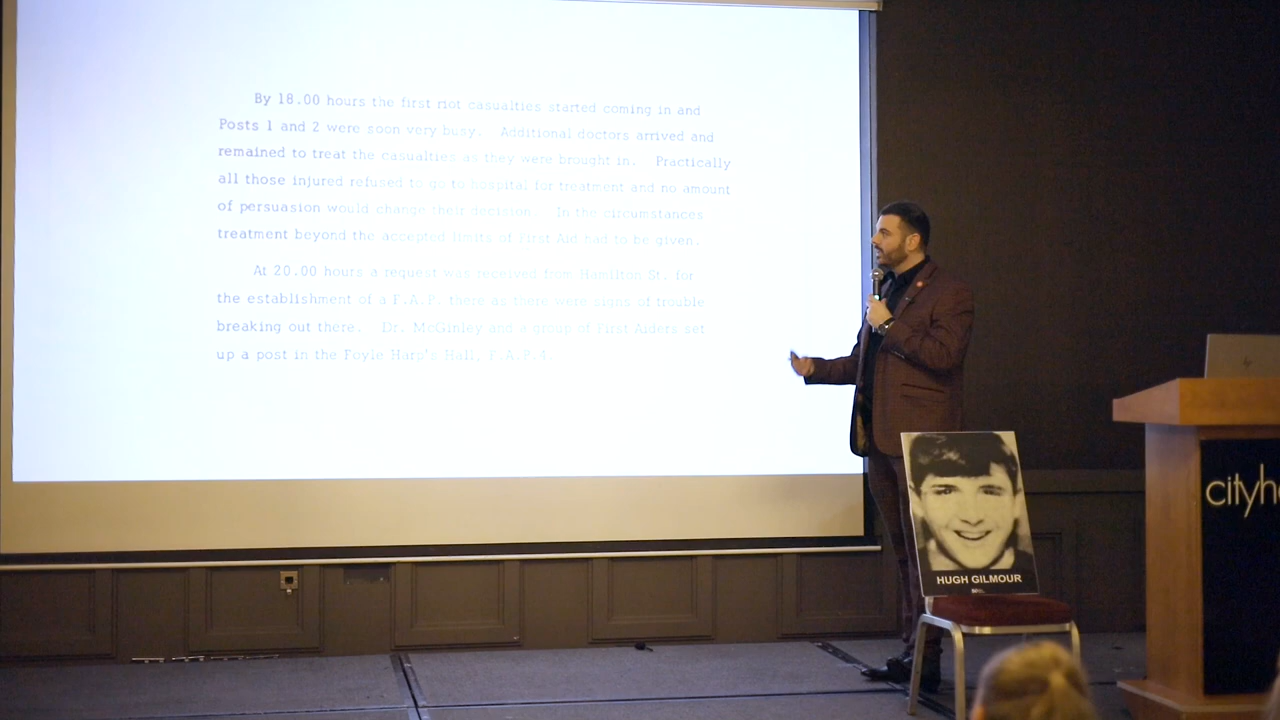 By 18.00 hours the first riot casualties started coming in and
Posts 1 and 2 were soon very busy. Additional doctors arrived and
remained to treat the casualties as they were brought in. Practically
all those injured refused to go to hospital for treatment and no amount
of persuasion would change their decision. In the circumstances
treatment beyond the accepted limits of First Aid had to be given.
At 20.00 hours a request was received from Hamilton St. for
the establishment of a F.A.P. there as there were signs of trouble
breaking out there. Dr. McGinley and a group of First Aiders set
up a post in the Foyle Harp's Hall, F.A.P.4.
HUGH GILMOUR
cityh